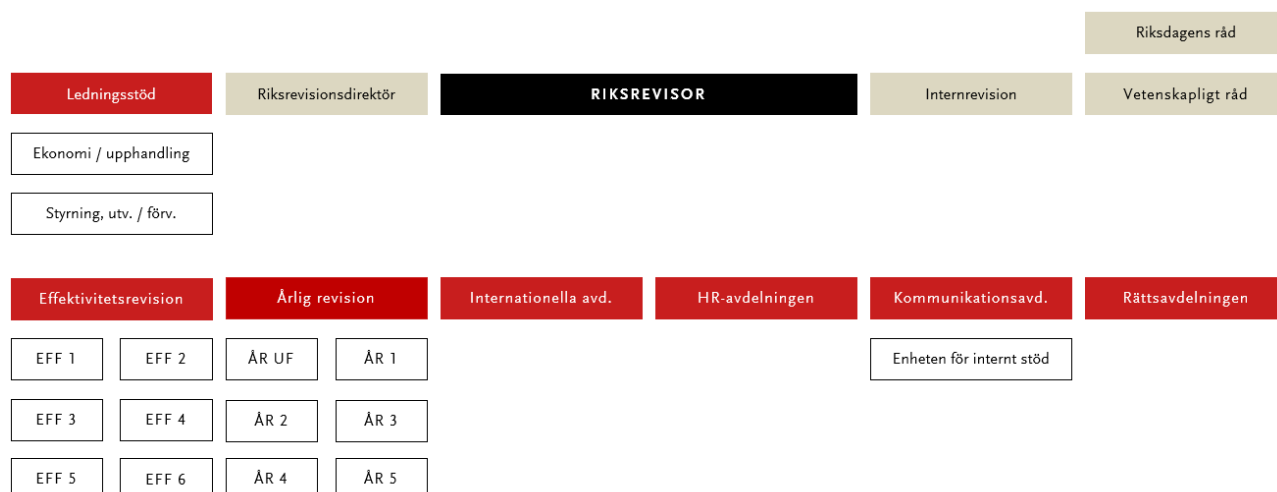 Riksdagens råd
Ledningsstöd
Riksrevisionsdirektör
RIKSREVISOR
Internrevision
Vetenskapligt råd
Ekonomi / upphandling
Styrning, utv. / förv.
Effektivitetsrevision
Årlig revision
Internationella avd.
HR-avdelningen
Kommunikationsavd.
Rättsavdelningen
EFF 1
EFF 2
ÅR UF
ÅR 1
Enheten för internt stöd
EFF 3
EFF 4
ÅR 2
ÅR 3
EFF 5
EFF 6
ÅR 4
ÅR 5